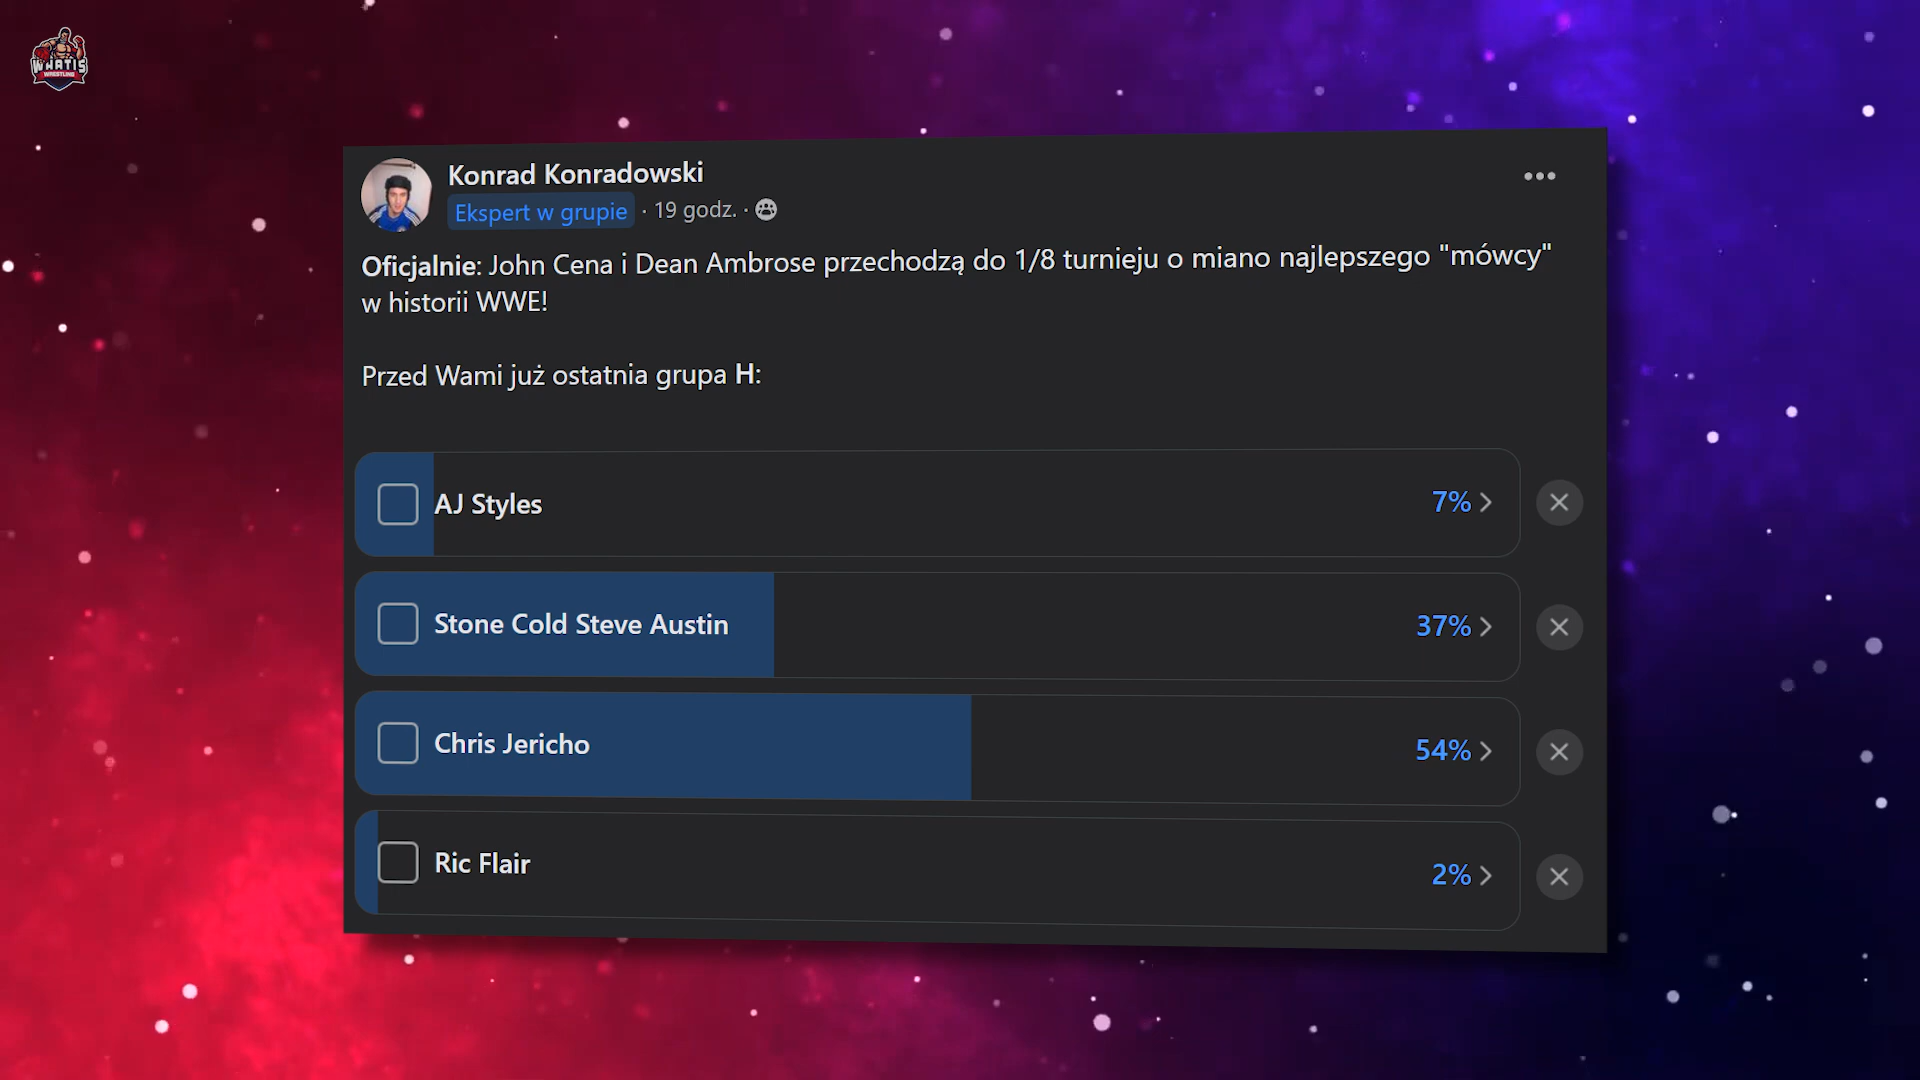 WHATIS
WRESTLING
Konrad Konradowski
Ekspert w grupie · 19 godz. ·
Oficjalnie: John Cena i Dean Ambrose przechodzą do 1/8 turnieju o miano najlepszego "mówcy"
w historii WWE!
Przed Wami już ostatnia grupa H:
AJ Styles 7%
Stone Cold Steve Austin 37%
Chris Jericho 54%
Ric Flair 2%